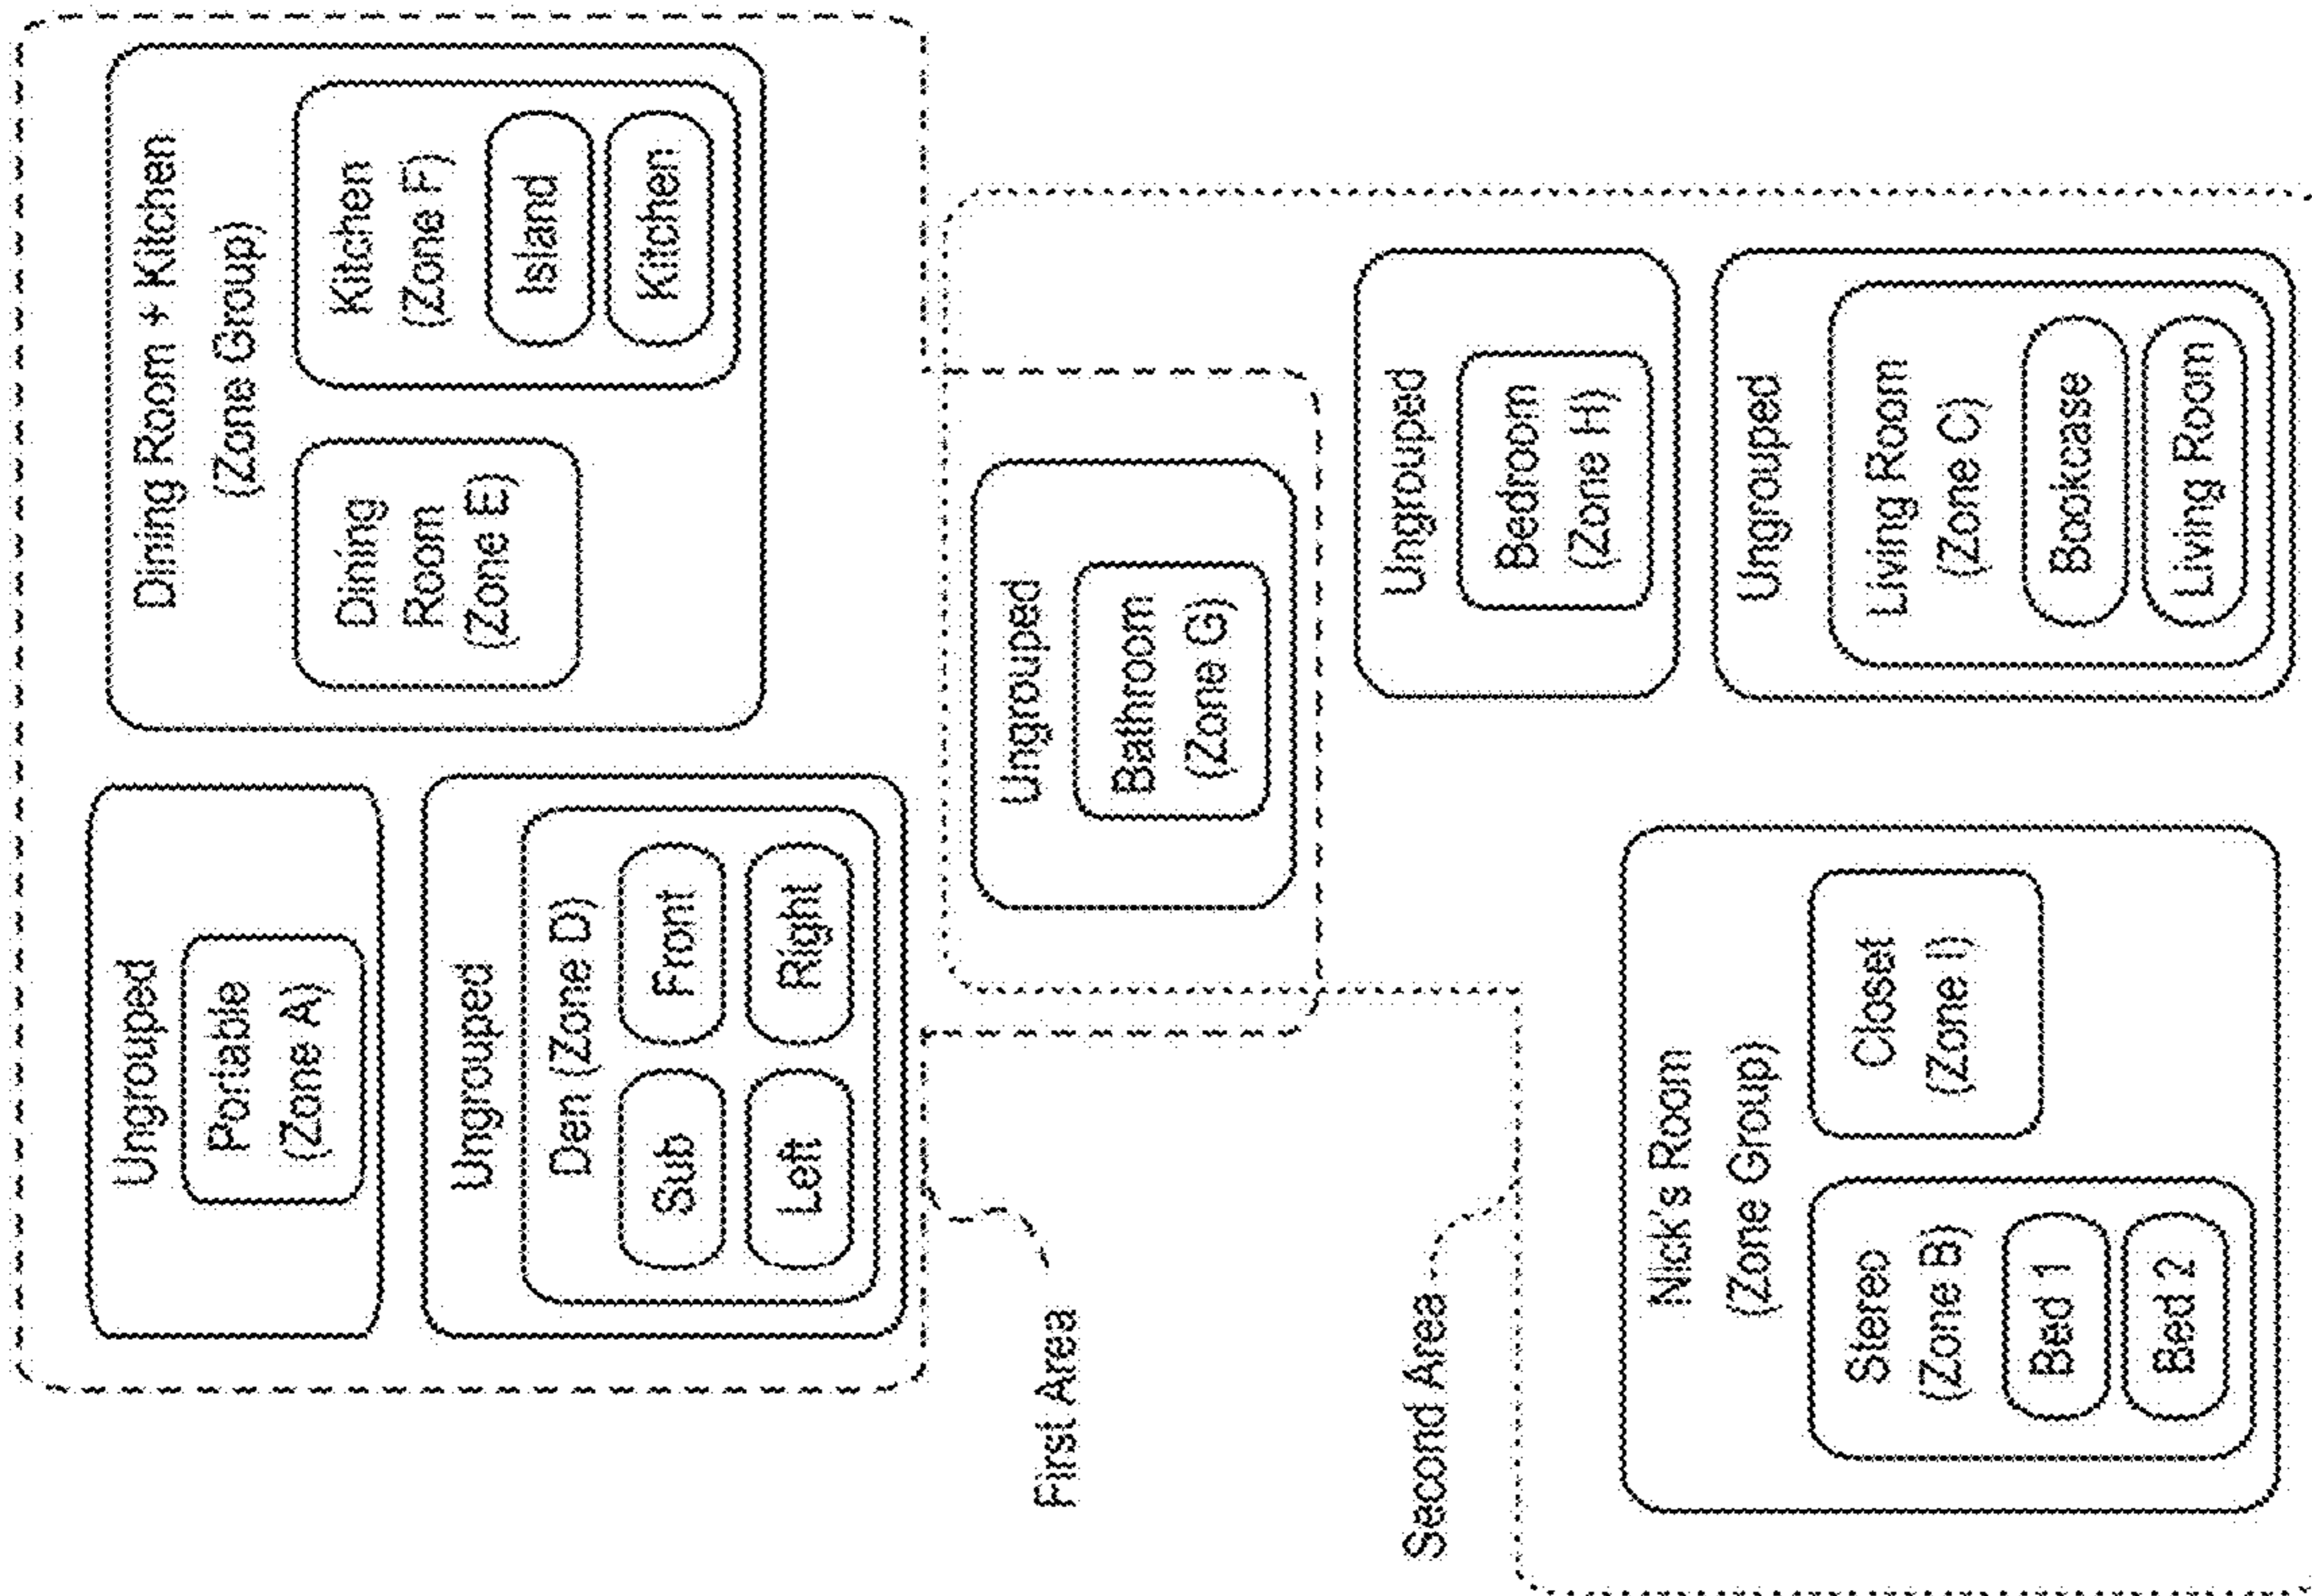 Ungrouped
Portable
(Zone A)
Ungrouped
Den (Zone D)
Sub
Front
Left
Right
Dining Room + Kitchen
(Zone Group)
Dining
Room
(Zone E)
Kitchen
(Zone F)
Island
Kitchen
First Area
Ungrouped
Bathroom
(Zone G)
Second Area
Ungrouped
Bedroom
(Zone H)
Nick's Room
(Zone Group)
Stereo
(Zone B)
Bed 1
Bed 2
Closet
(Zone I)
Ungrouped
Living Room
(Zone C)
Bookcase
Living Room